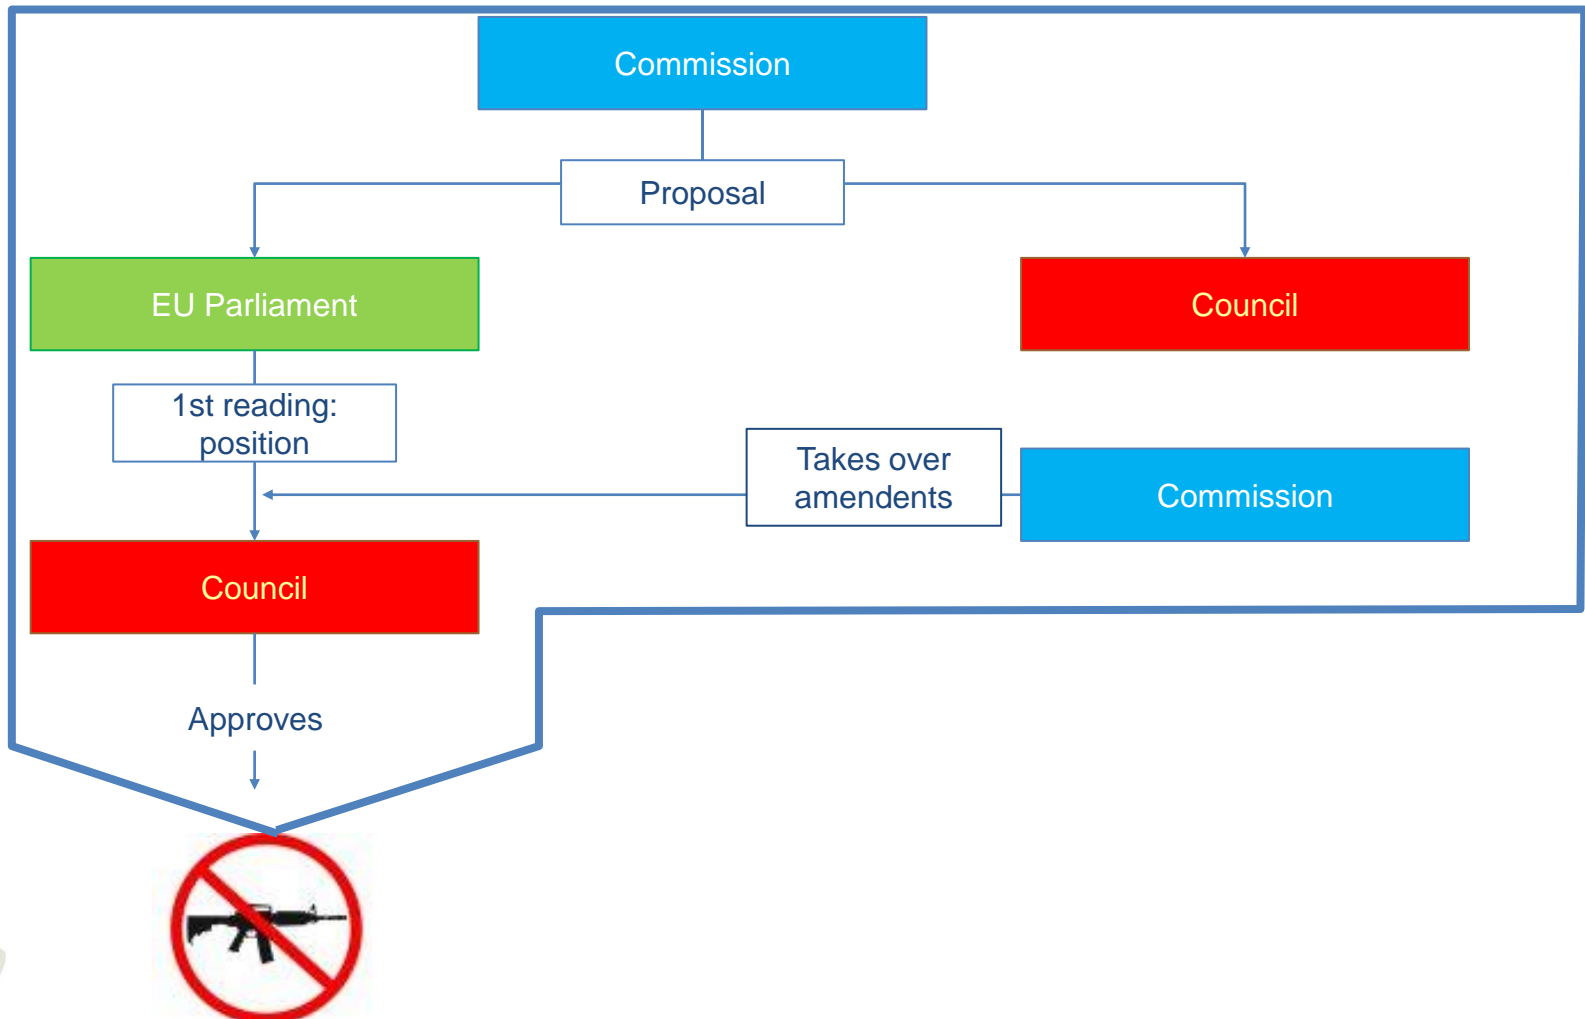 Commission
Proposal
EU Parliament
Council
1st reading:
position
Takes over
amendents
Commission
Council
Approves